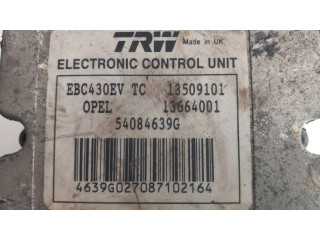 TRW Made in UK
ELECTRONIC CONTROL UNIT
EBC430EV TC 13509101
OPEL 13664001
54084639G
4639G027087102164